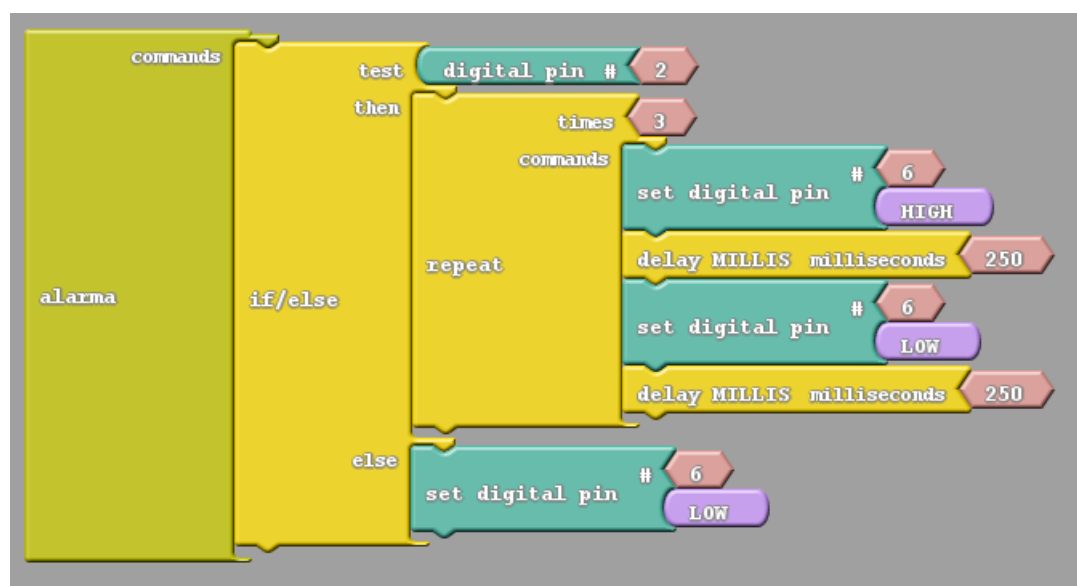 commands
test digital pin # 2
then
times 3
commands
# 6
set digital pin
HIGH
delay MILLIS milliseconds 250
repeat
alarma if/else
# 6
set digital pin
LOW
delay MILLIS milliseconds 250
else
# 6
set digital pin
LOW